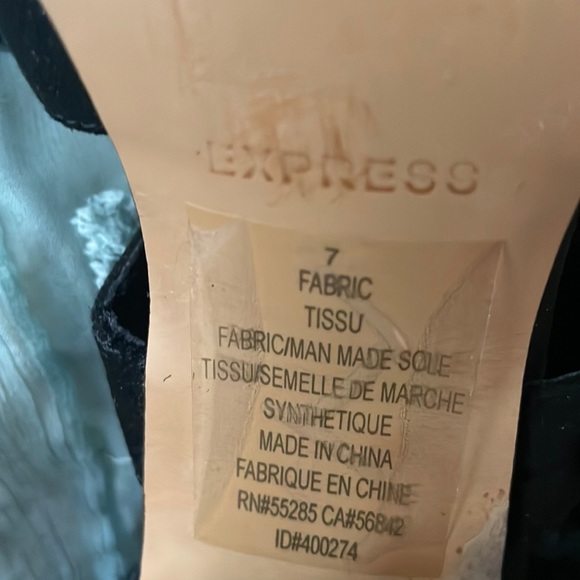 EXPRESS
7
FABRIC
TISSU
FABRIC/MAN MADE SOLE
TISSU/SEMELLE DE MARCHE
SYNTHETIQUE
MADE IN CHINA
FABRIQUE EN CHINE
RN#55285 CA#56842
ID#400274